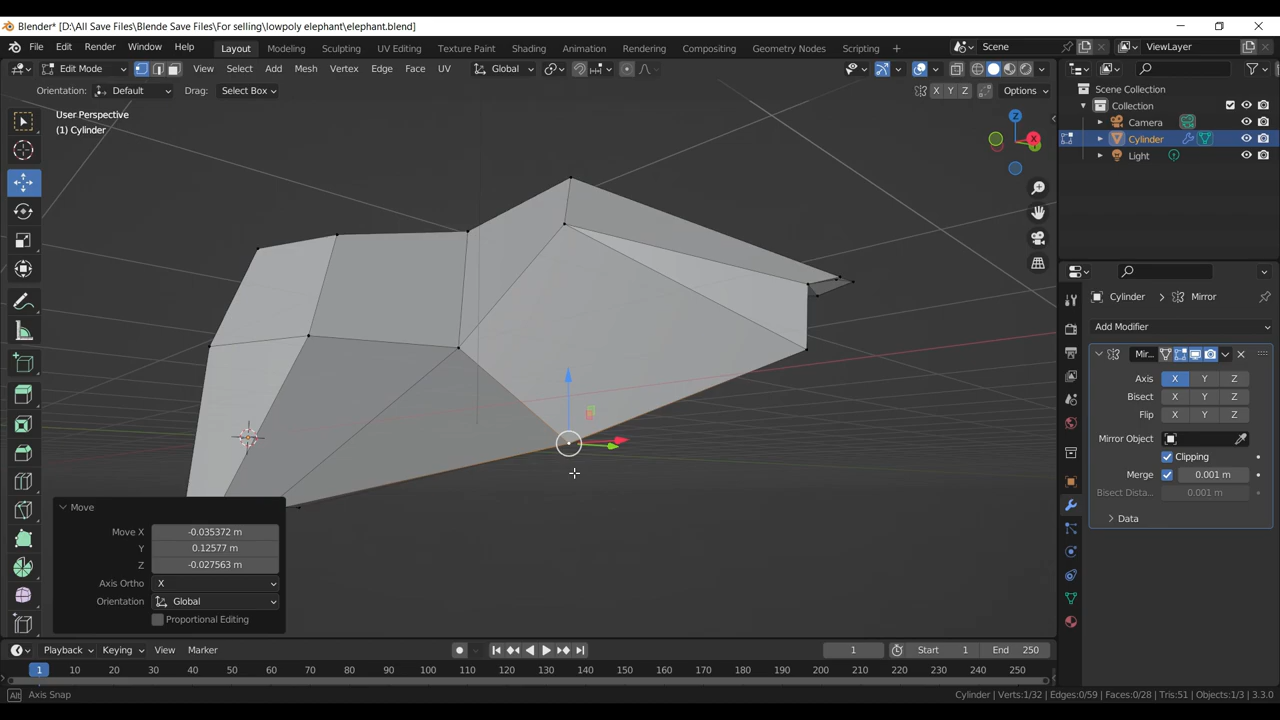 Blender* [D:\All Save Files\Blende Save Files\For selling\lowpoly elephant\elephant.blend]
File Edit Render Window Help Layout Modeling Sculpting UV Editing Texture Paint Shading Animation Rendering Compositing Geometry Nodes Scripting + Scene ViewLayer
Edit Mode View Select Add Mesh Vertex Edge Face UV Global
Orientation: Default Drag: Select Box X Y Z Options
User Perspective
(1) Cylinder
Z
X
Y
Scene Collection
Collection
Camera
Cylinder
Light
Cylinder > Mirror
Add Modifier
Mir...
Axis X Y Z
Bisect X Y Z
Flip X Y Z
Mirror Object
Clipping
Merge 0.001 m
Bisect Dista... 0.001 m
Data
Move
Move X -0.035372 m
Y 0.12577 m
Z -0.027563 m
Axis Ortho X
Orientation Global
Proportional Editing
Playback Keying View Marker 1 Start 1 End 250
1 10 20 30 40 50 60 70 80 90 100 110 120 130 140 150 160 170 180 190 200 210 220 230 240 250
Alt Axis Snap Cylinder | Verts:1/32 | Edges:0/59 | Faces:0/28 | Tris:51 | Objects:1/3 | 3.3.0